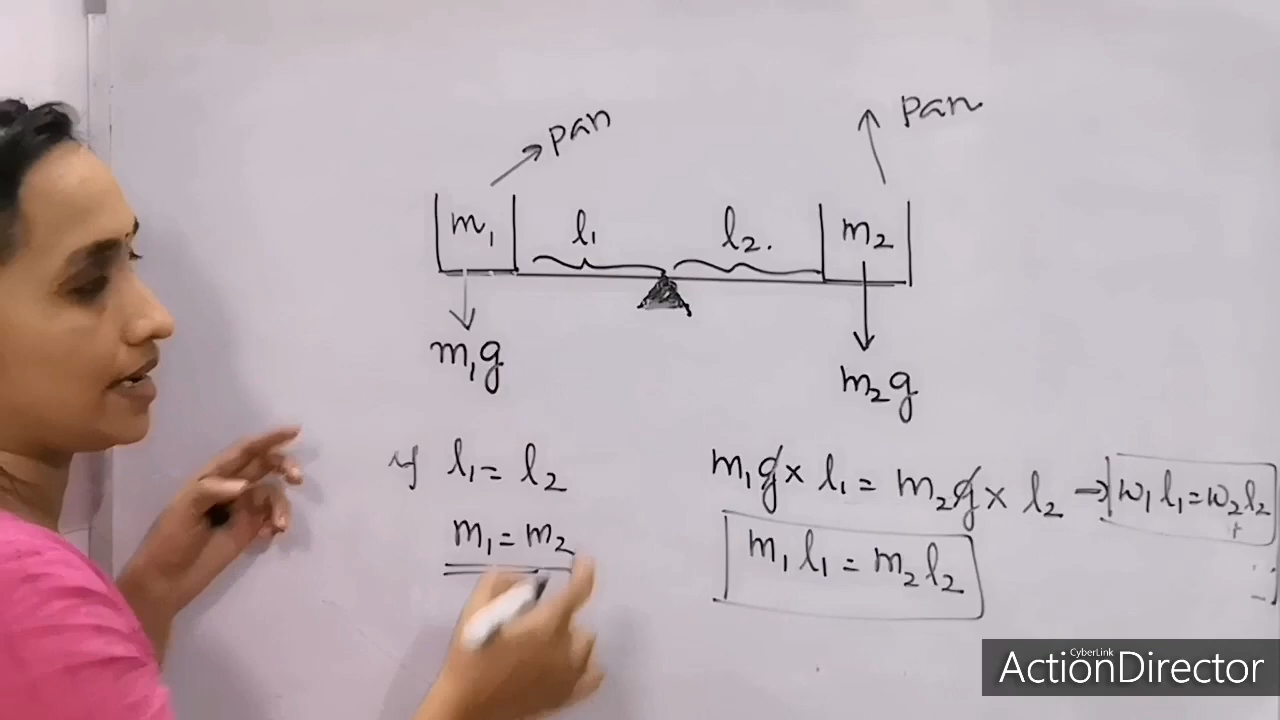 pan
pan
m₁
l₁
l₂.
m₂
m₁g
m₂g
if l₁ = l₂
m₁ = m₂
m₁g × l₁ = m₂g × l₂ → w₁ l₁ = w₂ l₂
m₁ l₁ = m₂ l₂
CyberLink
ActionDirector